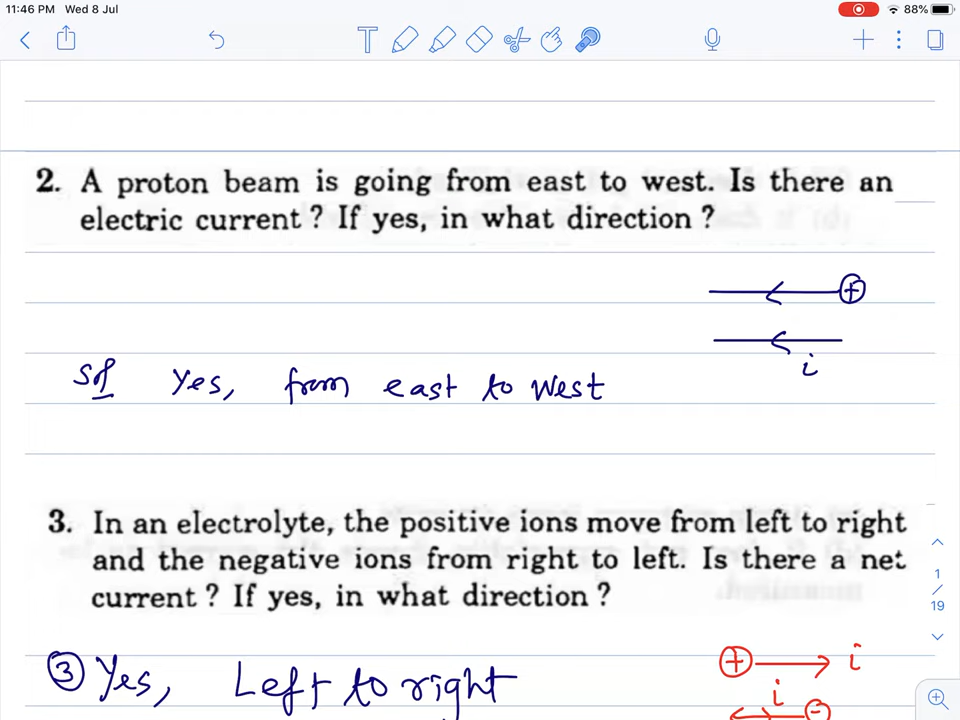 11:46 PM Wed 8 Jul 88%
T
2. A proton beam is going from east to west. Is there an
electric current ? If yes, in what direction ?
+
i
Sol Yes, from east to west
3. In an electrolyte, the positive ions move from left to right
and the negative ions from right to left. Is there a net
current ? If yes, in what direction ?
1
/
19
+ i
3 Yes, Left to right
i
-